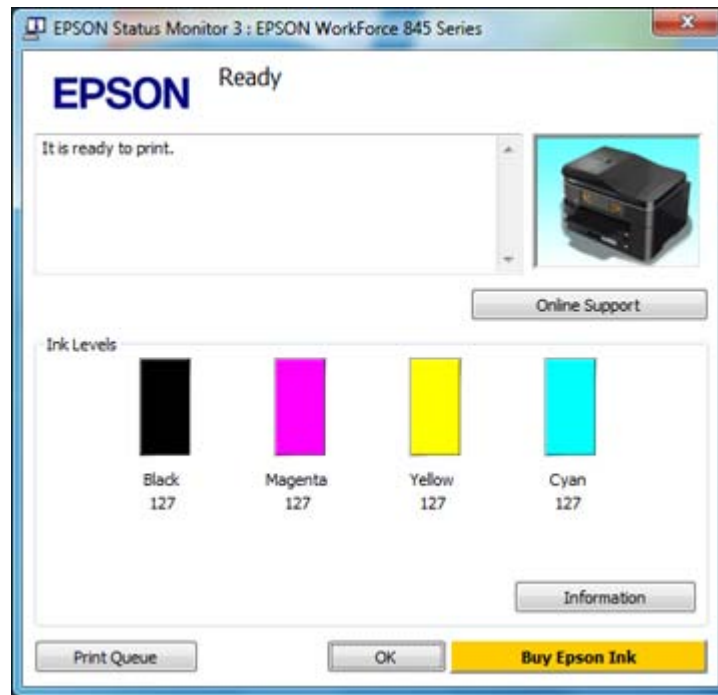 EPSON Status Monitor 3 : EPSON WorkForce 845 Series
EPSON
Ready
It is ready to print.
Online Support
Ink Levels
Black Magenta Yellow Cyan
127 127 127 127
Information
Print Queue OK Buy Epson Ink